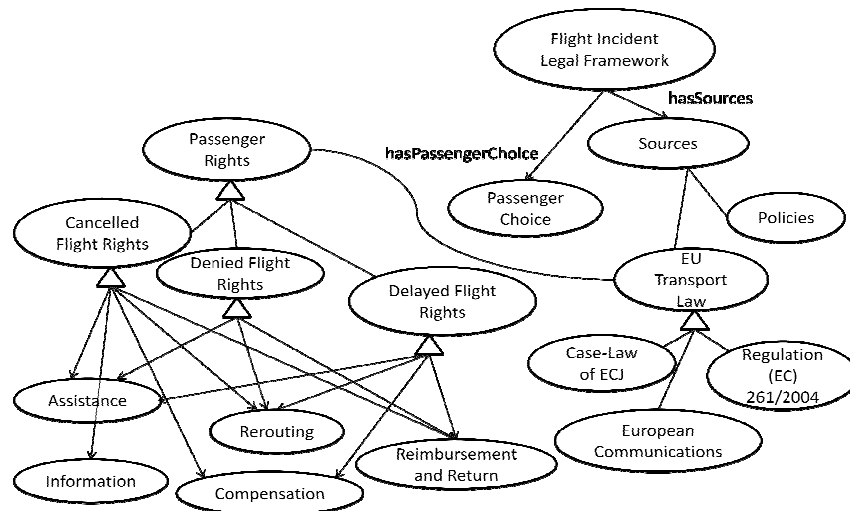 Flight Incident
Legal Framework
hasSources
Passenger
Rights
hasPassengerChoice
Sources
Passenger
Choice
Policies
Cancelled
Flight Rights
Denied Flight
Rights
EU
Transport
Law
Delayed Flight
Rights
Case-Law
of ECJ
Regulation
(EC)
261/2004
Assistance
Rerouting
European
Communications
Reimbursement
and Return
Information
Compensation